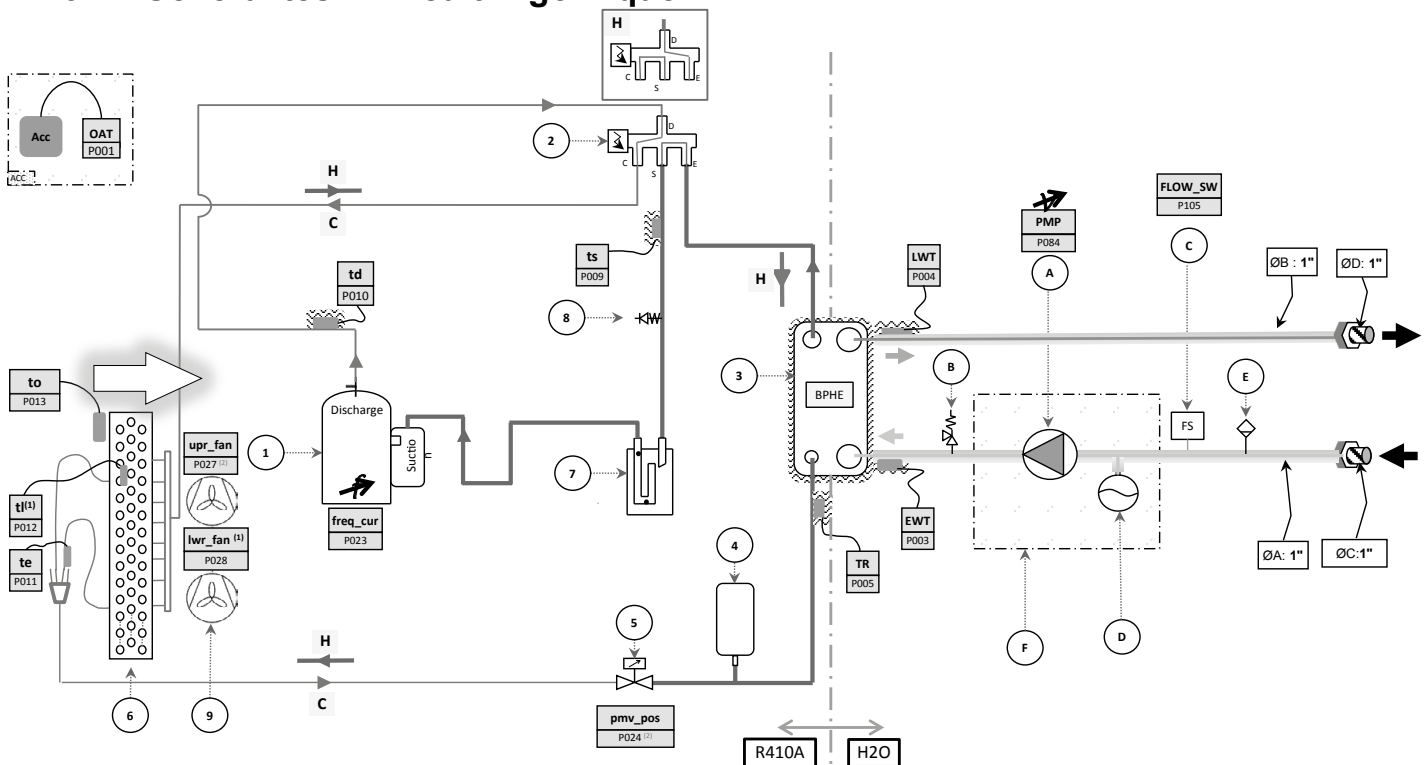 H
D
C
E
S
Acc
OAT
P001
ACC
2
D
C
E
S
H
C
FLOW_SW
P105
PMP
P084
C
A
ts
P009
LWT
P004
ØB : 1"
ØD: 1"
td
P010
H
8
to
P013
3
BPHE
B
E
Discharge
upr_fan
P027 (2)
1
Suctio
7
FS
tl(1)
P012
freq_cur
P023
EWT
P003
lwr_fan (1)
P028
te
P011
4
TR
P005
ØA: 1"
ØC:1"
5
H
F
D
C
6
9
pmv_pos
P024 (2)
R410A
H2O